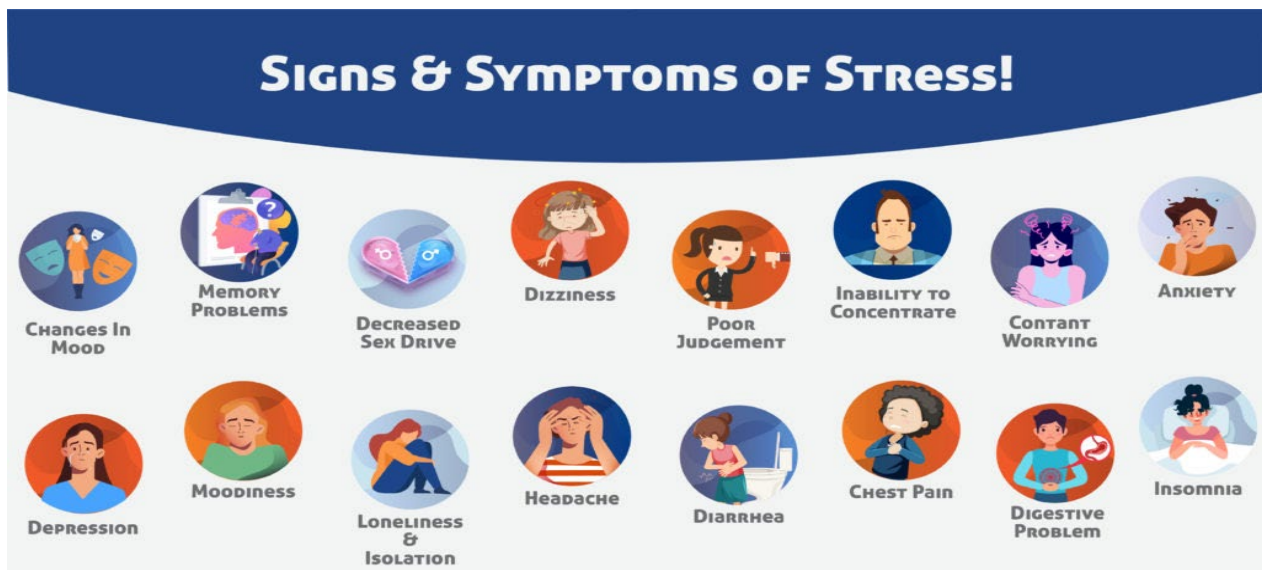 Signs & Symptoms of Stress!
Changes In
Mood
Memory
Problems
Decreased
Sex Drive
Dizziness
Poor
Judgement
Inability to
Concentrate
Contant
Worrying
Anxiety
Depression
Moodiness
Loneliness
&
Isolation
Headache
Diarrhea
Chest Pain
Digestive
Problem
Insomnia